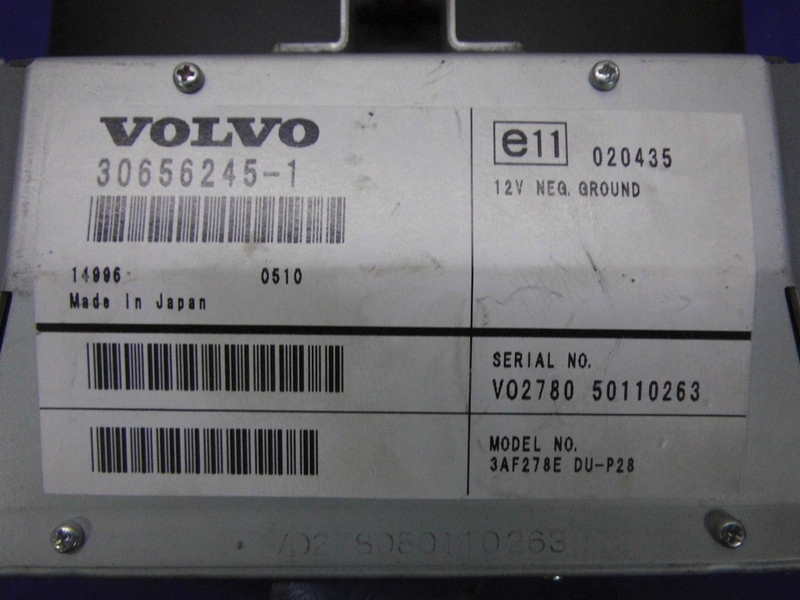 VOLVO
30656245-1
14996 0510
Made In Japan
e11 020435
12V NEG. GROUND
SERIAL NO.
VO2780 50110263
MODEL NO.
3AF278E DU-P28
VO278050110263